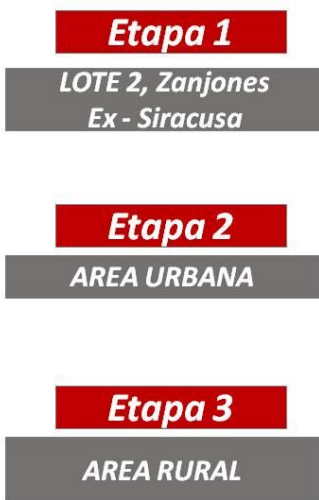 Etapa 1
LOTE 2, Zanjones
Ex - Siracusa
Etapa 2
AREA URBANA
Etapa 3
AREA RURAL